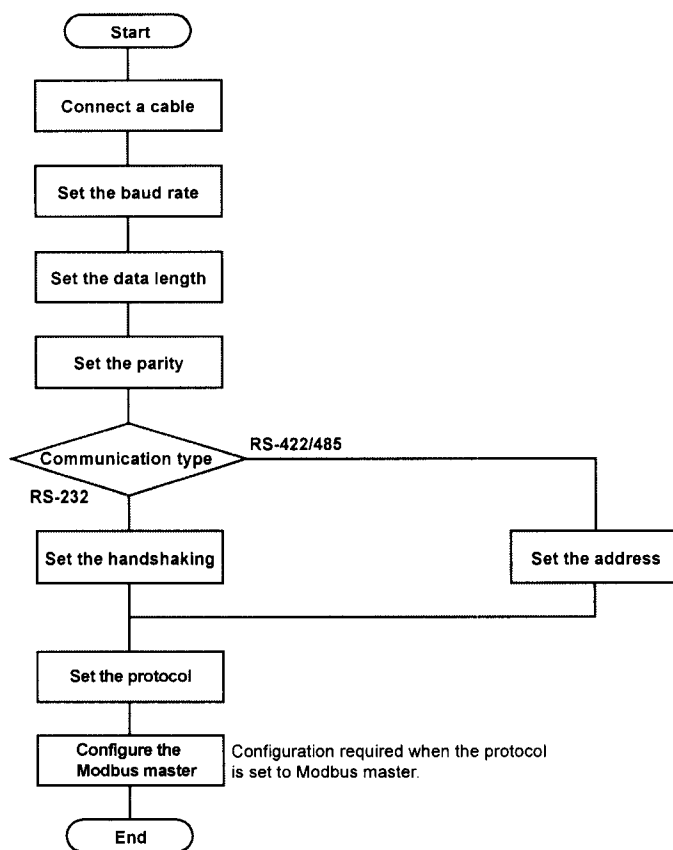 Start
Connect a cable
Set the baud rate
Set the data length
Set the parity
Communication type
RS-422/485
RS-232
Set the handshaking
Set the address
Set the protocol
Configure the
Modbus master
Configuration required when the protocol
is set to Modbus master.
End